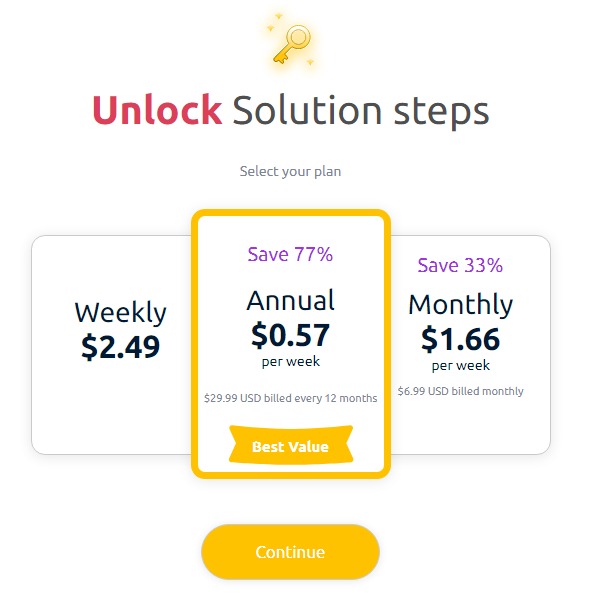 Unlock Solution steps
Select your plan
Weekly
$2.49
Save 77%
Annual
$0.57
per week
$29.99 USD billed every 12 months
Best Value
Save 33%
Monthly
$1.66
per week
$6.99 USD billed monthly
Continue